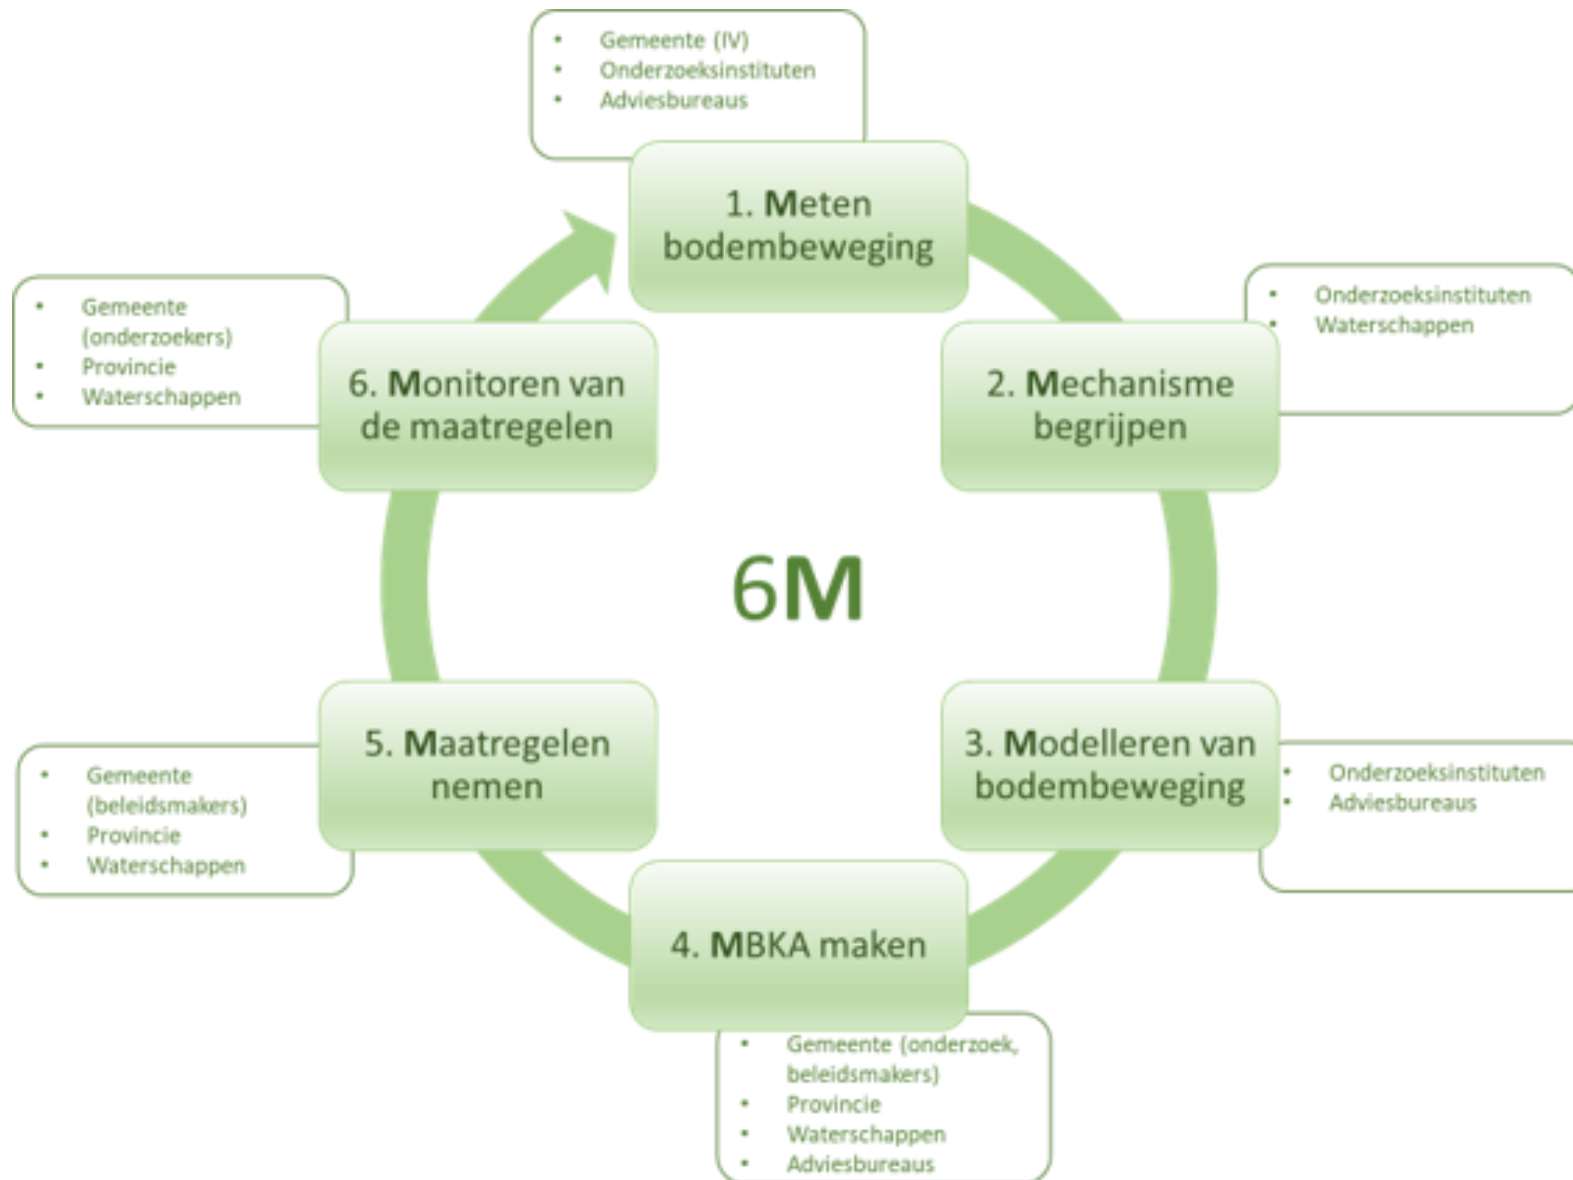 • Gemeente (IV)
• Onderzoeksinstituten
• Adviesbureaus
1. Meten
bodembeweging
• Onderzoeksinstituten
• Waterschappen
2. Mechanisme
begrijpen
3. Modelleren van
bodembeweging
• Onderzoeksinstituten
• Adviesbureaus
4. MBKA maken
• Gemeente (onderzoek,
beleidsmakers)
• Provincie
• Waterschappen
• Adviesbureaus
5. Maatregelen
nemen
• Gemeente
(beleidsmakers)
• Provincie
• Waterschappen
6. Monitoren van
de maatregelen
• Gemeente
(onderzoekers)
• Provincie
• Waterschappen
6M